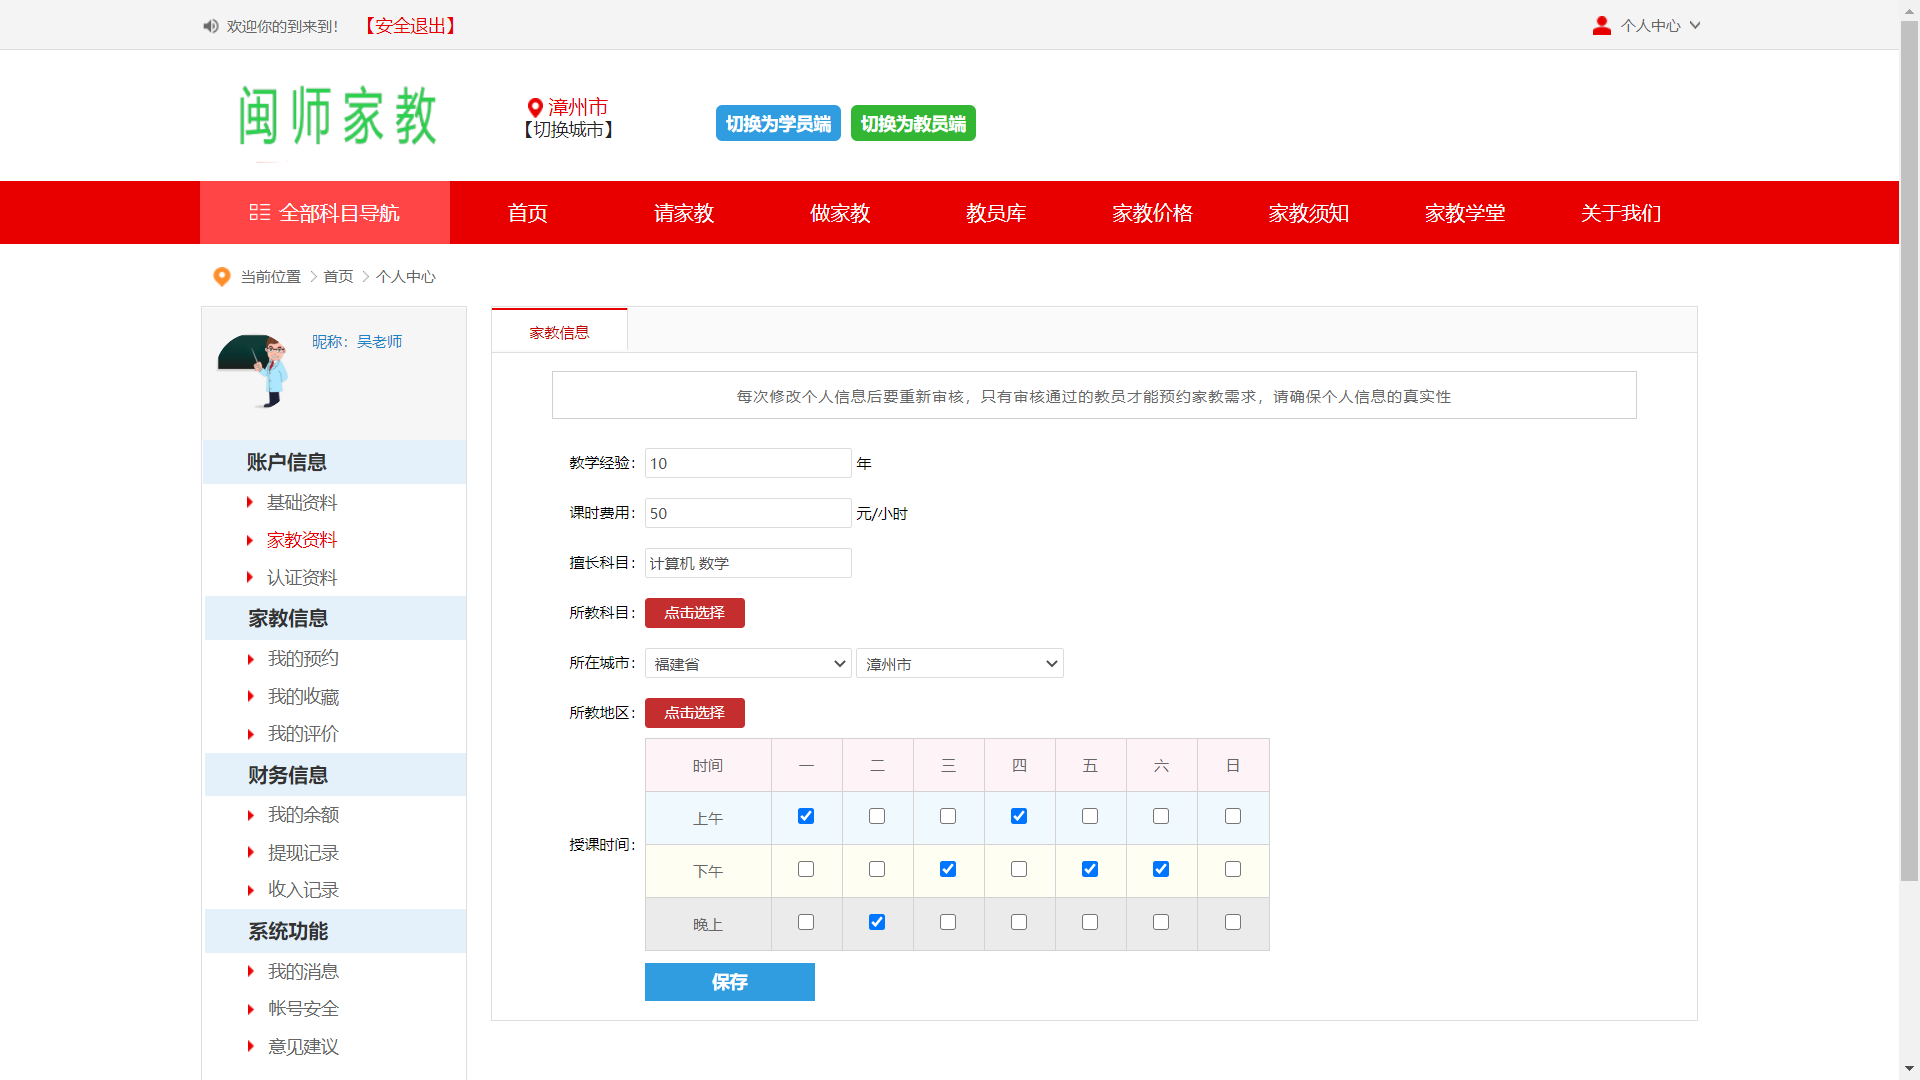 欢迎你的到来到！ 【安全退出】 个人中心
闽师家教
漳州市
【切换城市】
切换为学员端 切换为教员端
全部科目导航 首页 请家教 做家教 教员库 家教价格 家教须知 家教学堂 关于我们
当前位置 首页 个人中心
昵称：吴老师
账户信息
基础资料
家教资料
认证资料
家教信息
我的预约
我的收藏
我的评价
财务信息
我的余额
提现记录
收入记录
系统功能
我的消息
帐号安全
意见建议
家教信息
每次修改个人信息后要重新审核，只有审核通过的教员才能预约家教需求，请确保个人信息的真实性
教学经验： 10 年
课时费用： 50 元/小时
擅长科目： 计算机 数学
所教科目： 点击选择
所在城市： 福建省 漳州市
所教地区： 点击选择
授课时间：
时间 一 二 三 四 五 六 日
上午
下午
晚上
保存